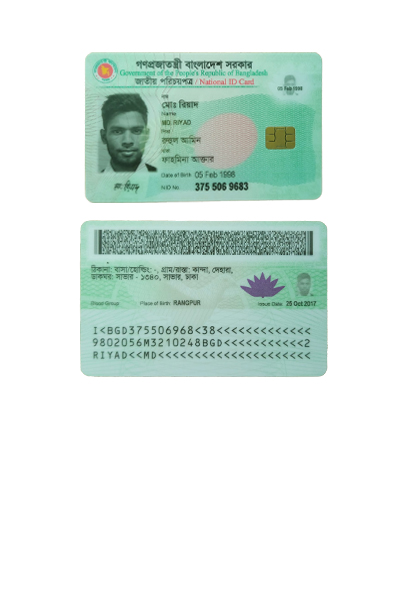 গণপ্রজাতন্ত্রী বাংলাদেশ সরকার
Government of the People's Republic of Bangladesh
জাতীয় পরিচয়পত্র / National ID Card
05 Feb 1998
নাম
মোঃ রিয়াদ
Name
MD. RIYAD
পিতা
রুহুল আমিন
মাতা
ফাহমিনা আক্তার
Date of Birth 05 Feb 1998
NID No. 375 506 9683
মোঃ রিয়াদ
ঠিকানা: বাসা/হোল্ডিং: -, গ্রাম/রাস্তা: কান্দা, দেহারা,
ডাকঘর: সাভার - ১৩৪০, সাভার, ঢাকা
Blood Group Place of Birth: RANGPUR Issue Date: 25 Oct 2017
I<BGD375506968<38<<<<<<<<<<<<<
9802056M3210248BGD<<<<<<<<<<<2
RIYAD<<MD<<<<<<<<<<<<<<<<<<<<<